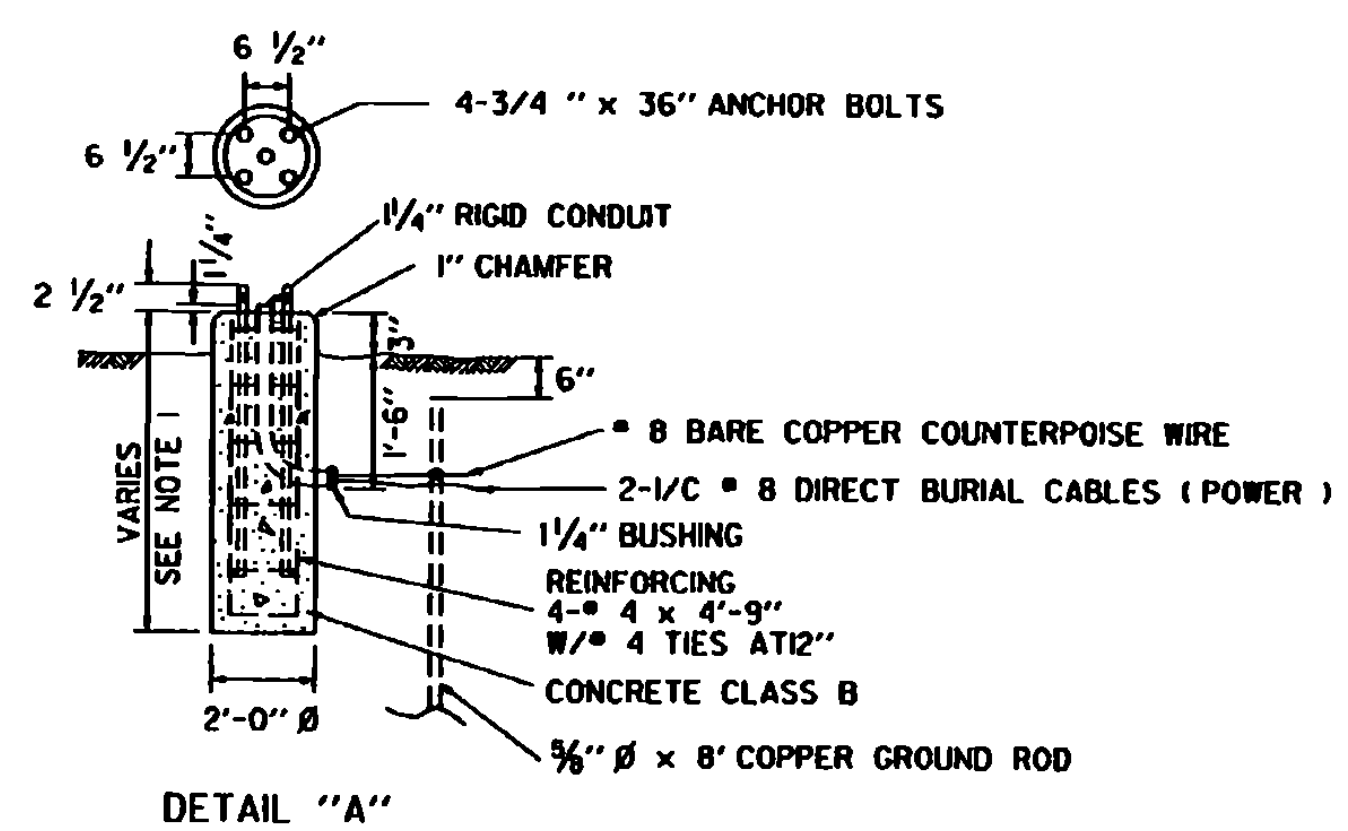 6 1/2"
4-3/4 " x 36" ANCHOR BOLTS
6 1/2"
1 1/4" RIGID CONDUIT
1 1/4"
1" CHAMFER
2 1/2"
3"
6"
1'-6"
VARIES
SEE NOTE 1
# 8 BARE COPPER COUNTERPOISE WIRE
2-1/C # 8 DIRECT BURIAL CABLES ( POWER )
1 1/4" BUSHING
REINFORCING
4-# 4 x 4'-9"
W/# 4 TIES AT12"
CONCRETE CLASS B
2'-0" Ø
5/8" Ø x 8' COPPER GROUND ROD
DETAIL "A"